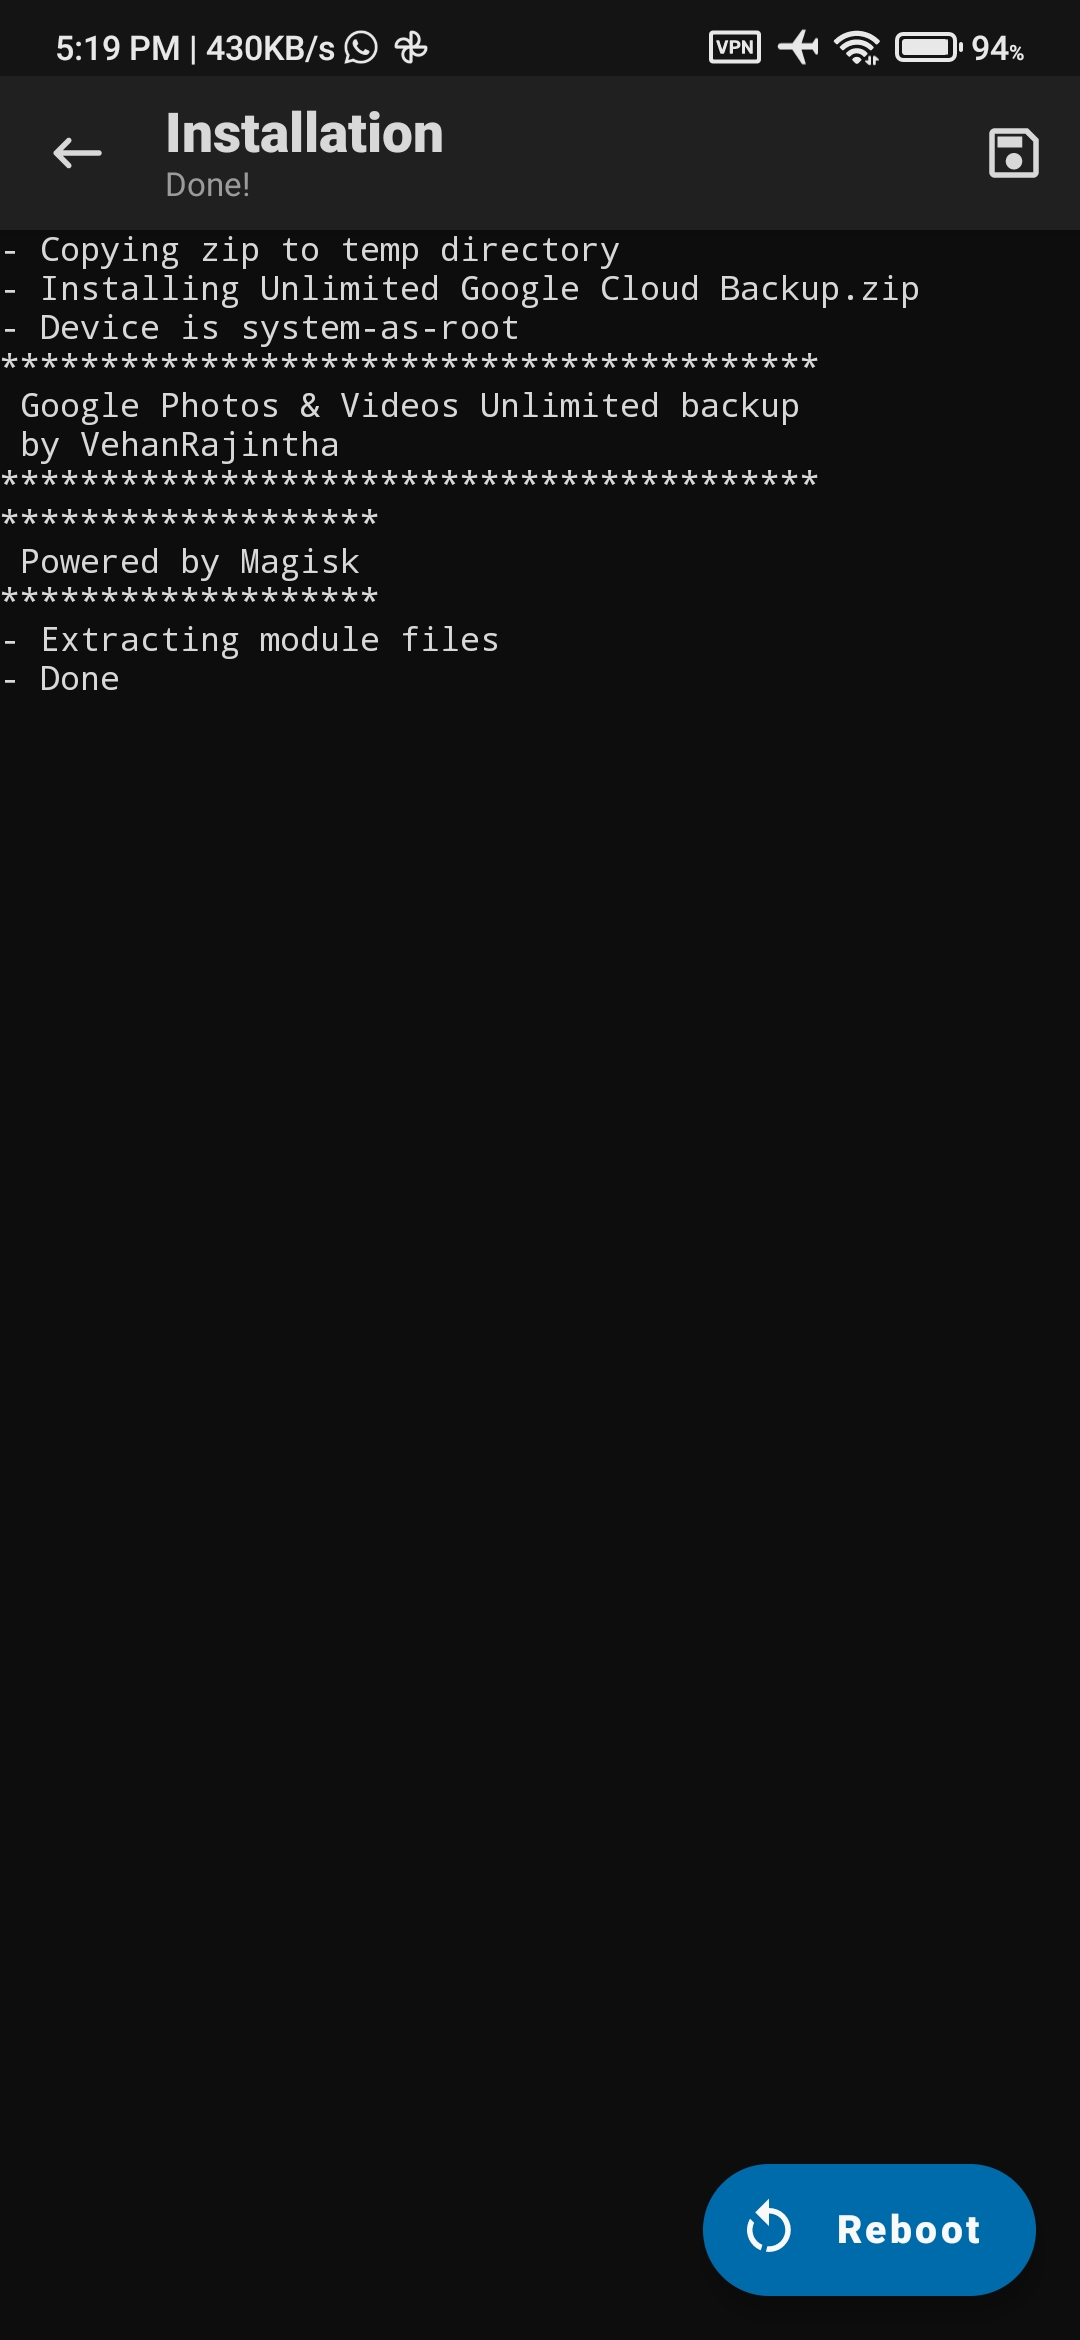 5:19 PM | 430KB/s VPN 94%
Installation
Done!
- Copying zip to temp directory
- Installing Unlimited Google Cloud Backup.zip
- Device is system-as-root
*****************************************
 Google Photos & Videos Unlimited backup
 by VehanRajintha
*****************************************
*******************
 Powered by Magisk
*******************
- Extracting module files
- Done
Reboot